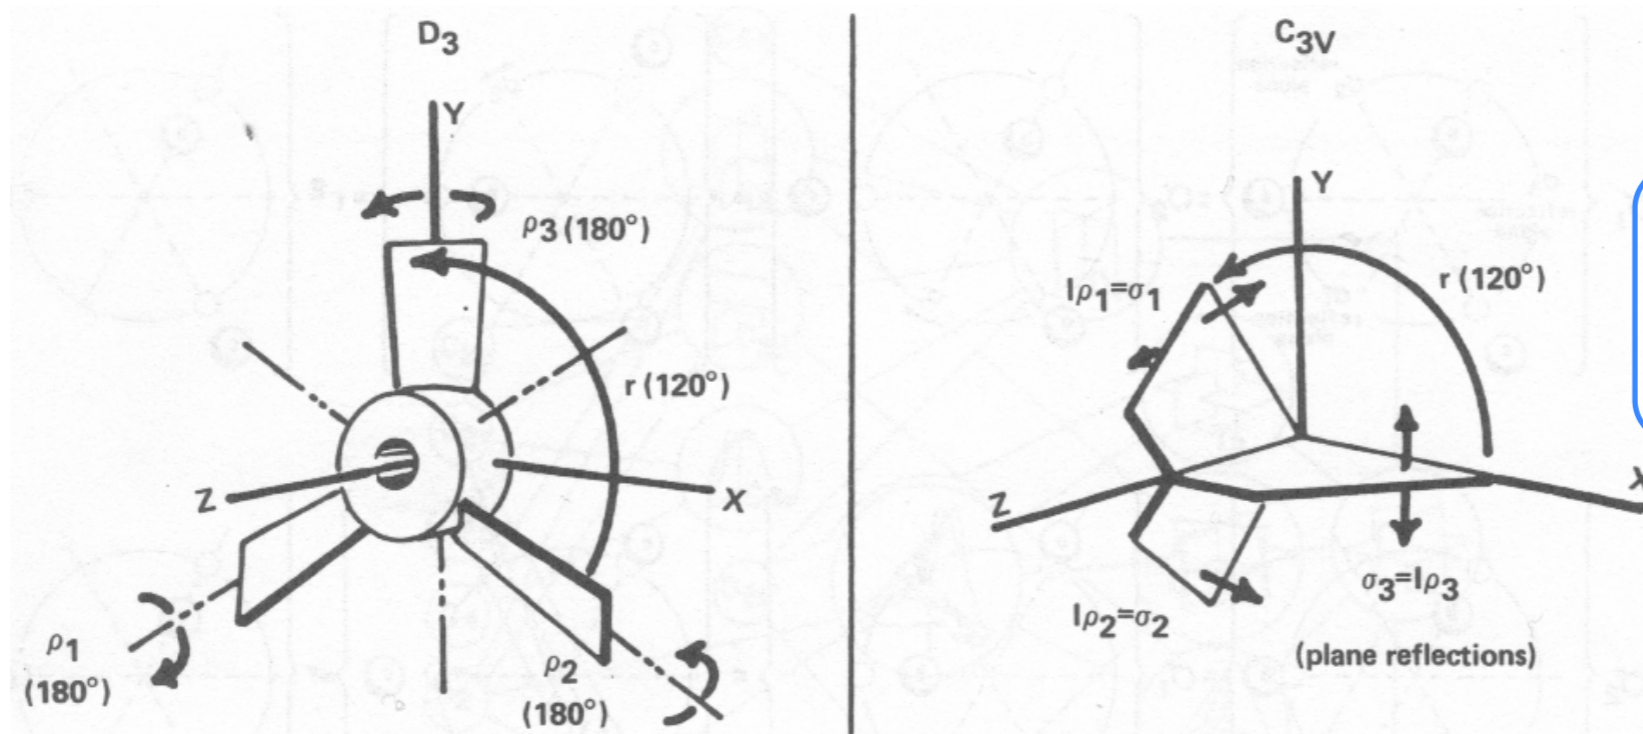 D₃
Y
ρ₃ (180°)
r (120°)
Z
X
ρ₁
(180°)
ρ₂
(180°)
C₃ᵥ
Y
Iρ₁=σ₁
r (120°)
Z
X
σ₃=Iρ₃
Iρ₂=σ₂
(plane reflections)